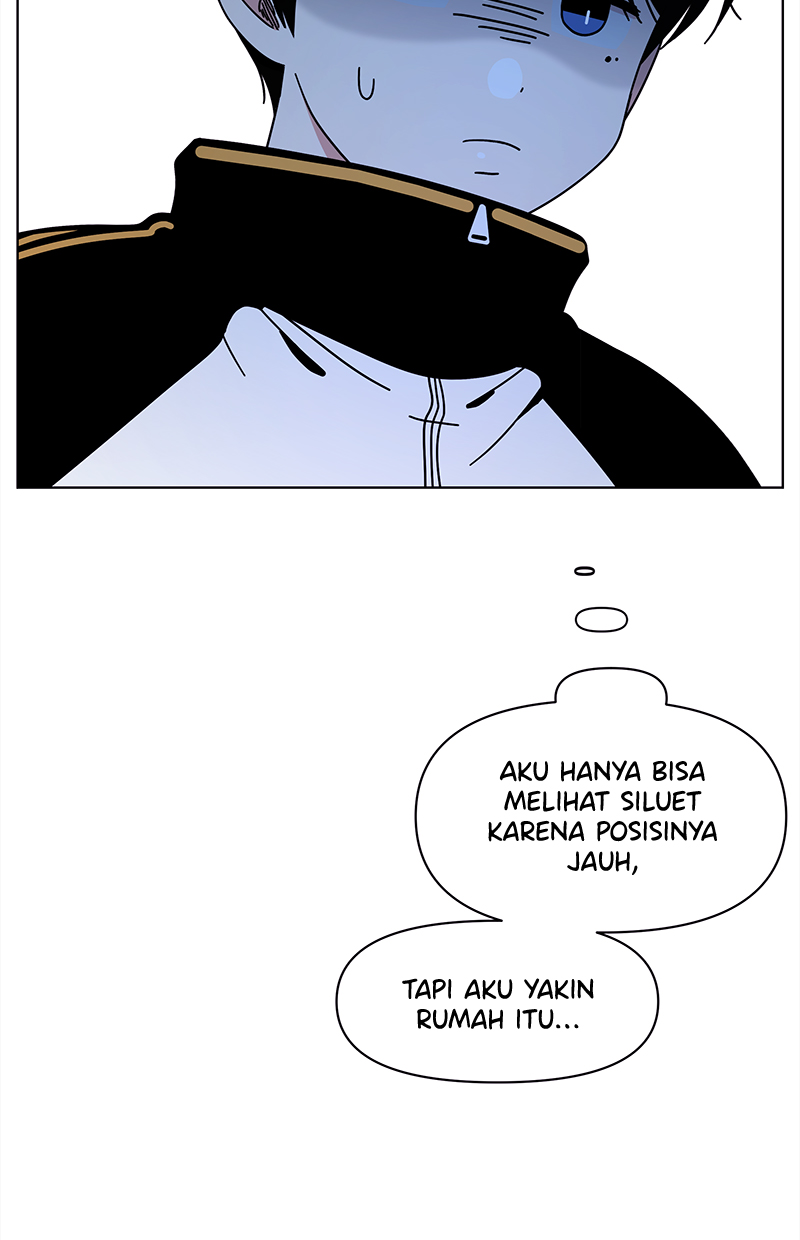 AKU HANYA BISA
MELIHAT SILUET
KARENA POSISINYA
JAUH,
TAPI AKU YAKIN
RUMAH ITU...